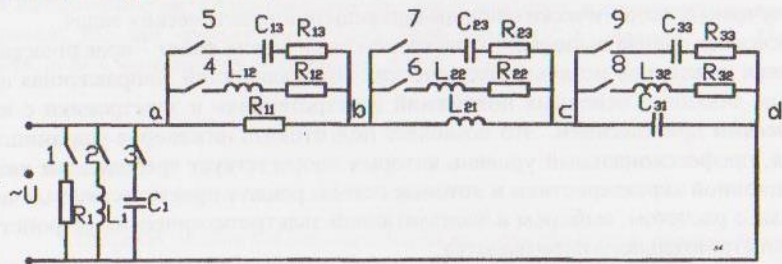 5 C13 R13 7 C23 R23 9 C33 R33
4 L12 R12 6 L22 R22 8 L32 R32
a R11 b L21 c C31 d
1 2 3
~U R1 L1 C1